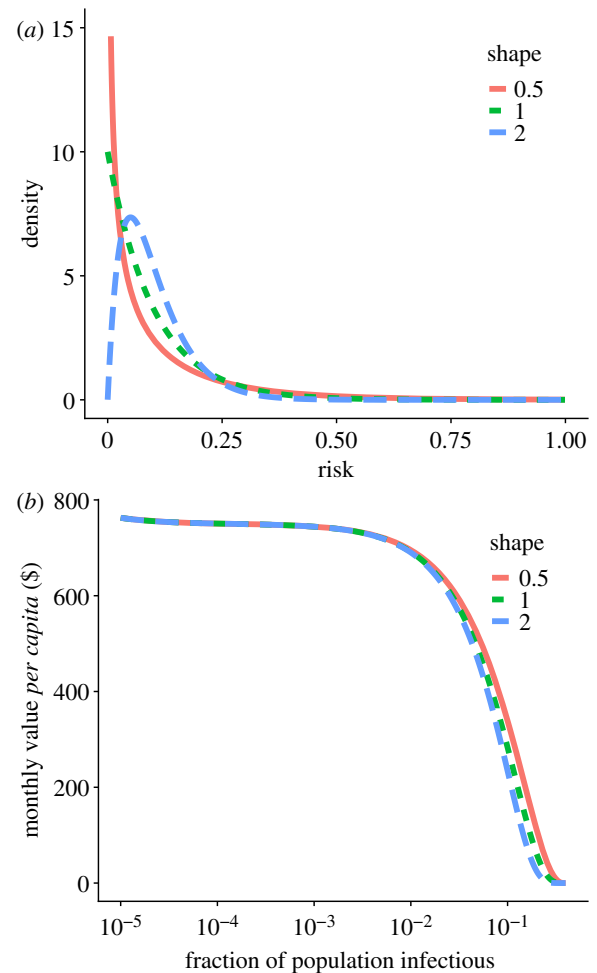 (a)
15
10
5
0
density
shape
0.5
1
2
0 0.25 0.50 0.75 1.00
risk
(b)
800
600
400
200
0
monthly value per capita ($)
shape
0.5
1
2
10⁻⁵ 10⁻⁴ 10⁻³ 10⁻² 10⁻¹
fraction of population infectious